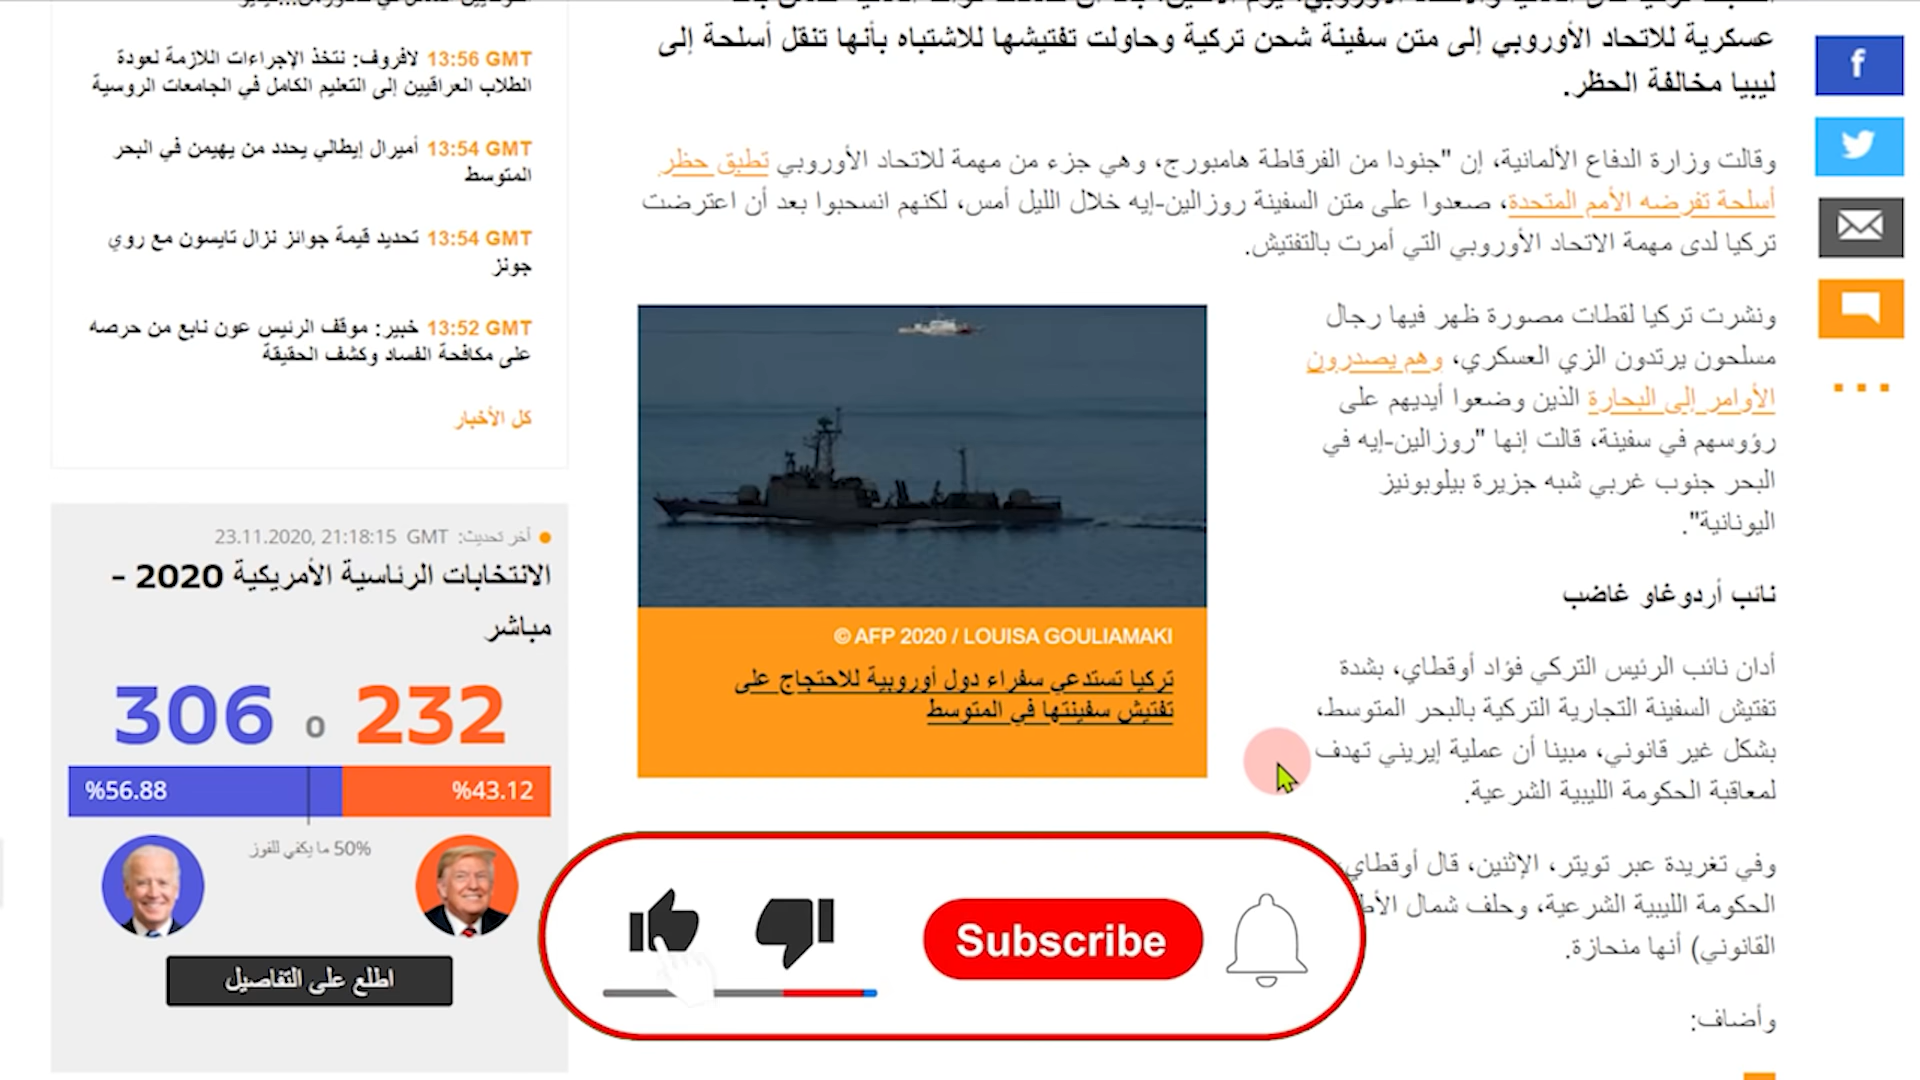 عسكرية للاتحاد الأوروبي إلى متن سفينة شحن تركية وحاولت تفتيشها للاشتباه بأنها تنقل أسلحة إلى
ليبيا مخالفة الحظر.
وقالت وزارة الدفاع الألمانية، إن "جنودا من الفرقاطة هامبورج، وهي جزء من مهمة للاتحاد الأوروبي تطبق حظر
أسلحة تفرضه الأمم المتحدة، صعدوا على متن السفينة روزالين-إيه خلال الليل أمس، لكنهم انسحبوا بعد أن اعترضت
تركيا لدى مهمة الاتحاد الأوروبي التي أمرت بالتفتيش.
ونشرت تركيا لقطات مصورة ظهر فيها رجال
مسلحون يرتدون الزي العسكري، وهم يصدرون
الأوامر إلى البحارة الذين وضعوا أيديهم على
رؤوسهم في سفينة، قالت إنها "روزالين-إيه في
البحر جنوب غربي شبه جزيرة بيلوبونيز
اليونانية".
© AFP 2020 / LOUISA GOULIAMAKI
تركيا تستدعي سفراء دول أوروبية للاحتجاج على
تفتيش سفينتها في المتوسط
نائب أردوغاو غاضب
أدان نائب الرئيس التركي فؤاد أوقطاي، بشدة
تفتيش السفينة التجارية التركية بالبحر المتوسط،
بشكل غير قانوني، مبينا أن عملية إيريني تهدف
لمعاقبة الحكومة الليبية الشرعية.
وفي تغريدة عبر تويتر، الإثنين، قال أوقطاي
الحكومة الليبية الشرعية، وحلف شمال
القانوني) أنها منحازة.
وأضاف:
13:56 GMT لافروف: نتخذ الإجراءات اللازمة لعودة
الطلاب العراقيين إلى التعليم الكامل في الجامعات الروسية
13:54 GMT أميرال إيطالي يحدد من يهيمن في البحر
المتوسط
13:54 GMT تحديد قيمة جوائز نزال تايسون مع روي
جونز
13:52 GMT خبير: موقف الرئيس عون نابع من حرصه
على مكافحة الفساد وكشف الحقيقة
كل الأخبار
آخر تحديث: 23.11.2020, 21:18:15 GMT
الانتخابات الرئاسية الأمريكية 2020 -
مباشر
306 0 232
%56.88 %43.12
50% ما يكفي للفوز
اطلع على التفاصيل
Subscribe